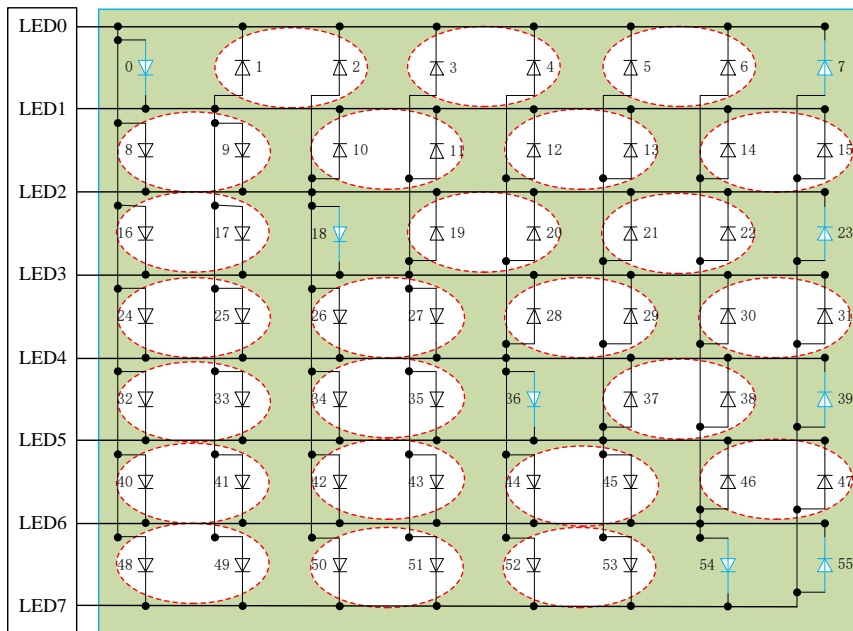 LED0
0 1 2 3 4 5 6 7
LED1
8 9 10 11 12 13 14 15
LED2
16 17 18 19 20 21 22 23
LED3
24 25 26 27 28 29 30 31
LED4
32 33 34 35 36 37 38 39
LED5
40 41 42 43 44 45 46 47
LED6
48 49 50 51 52 53 54 55
LED7